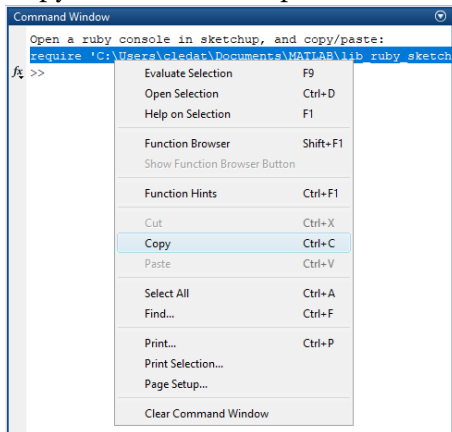 Command Window
Open a ruby console in sketchup, and copy/paste:
require 'C:\Users\cledat\Documents\MATLAB\lib_ruby_sketch
fx >>
Evaluate Selection F9
Open Selection Ctrl+D
Help on Selection F1
Function Browser Shift+F1
Show Function Browser Button
Function Hints Ctrl+F1
Cut Ctrl+X
Copy Ctrl+C
Paste Ctrl+V
Select All Ctrl+A
Find... Ctrl+F
Print... Ctrl+P
Print Selection...
Page Setup...
Clear Command Window